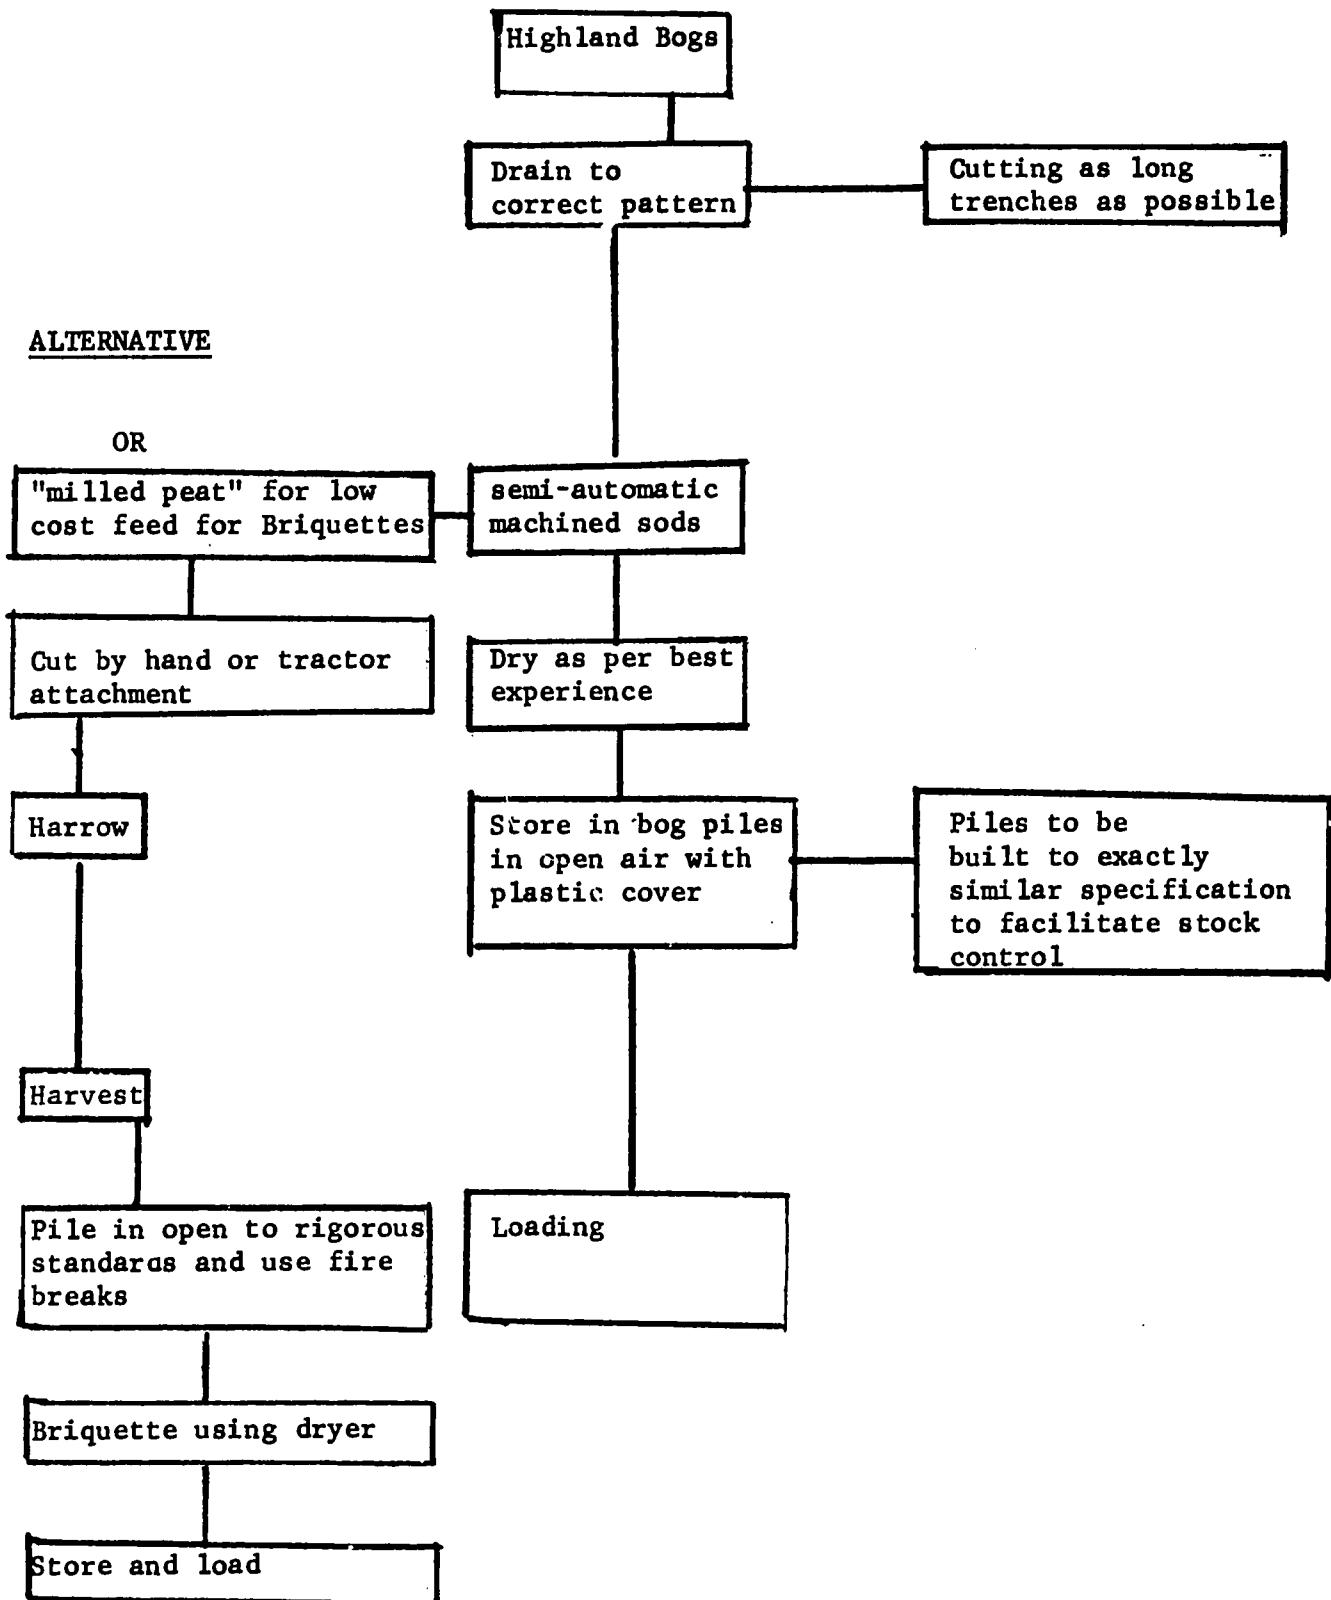 Highland Bogs
Drain to
correct pattern
Cutting as long
trenches as possible
ALTERNATIVE
OR
"milled peat" for low
cost feed for Briquettes
semi-automatic
machined sods
Cut by hand or tractor
attachment
Dry as per best
experience
Harrow
Store in bog piles
in open air with
plastic cover
Piles to be
built to exactly
similar specification
to facilitate stock
control
Harvest
Pile in open to rigorous
standards and use fire
breaks
Loading
Briquette using dryer
Store and load